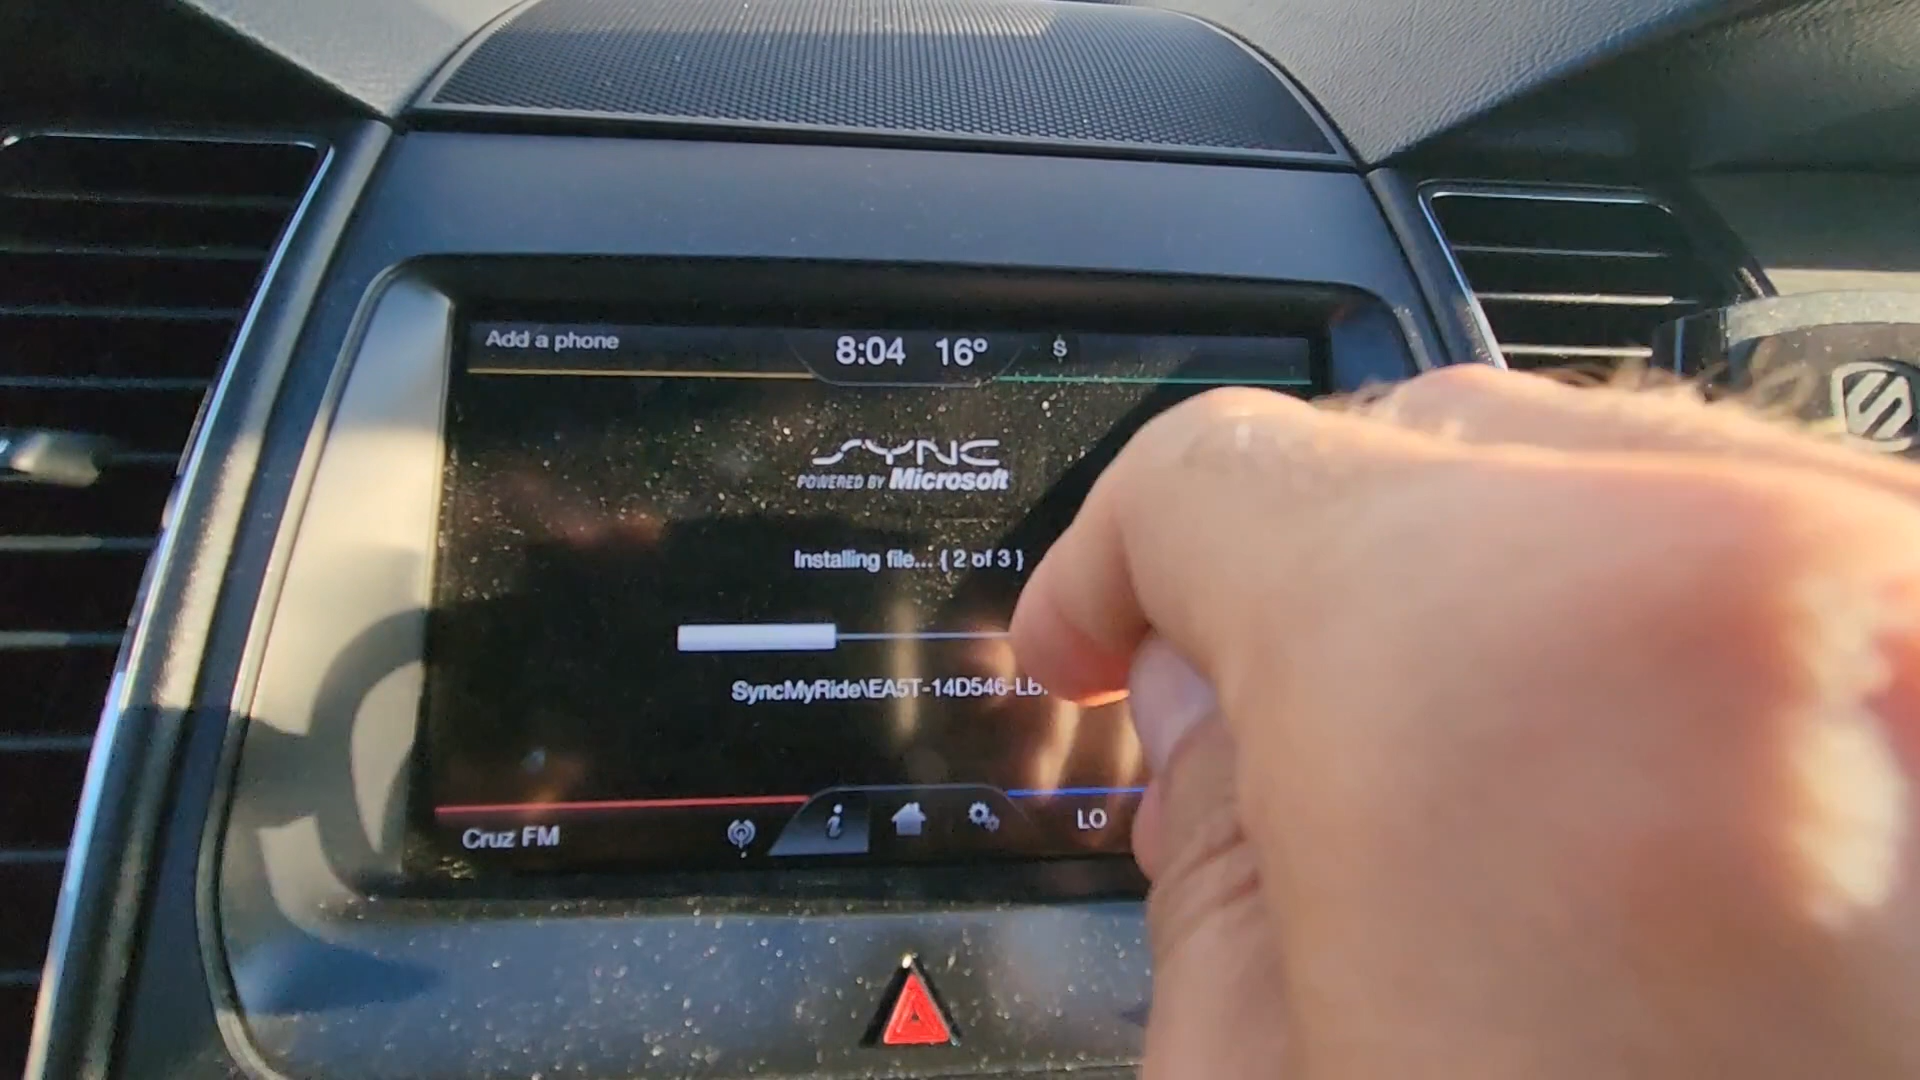 Add a phone
8:04 16° S
SYNC
POWERED BY Microsoft
Installing file... { 2 of 3 }
SyncMyRide\EA5T-14D546-LB.
Cruz FM
LO